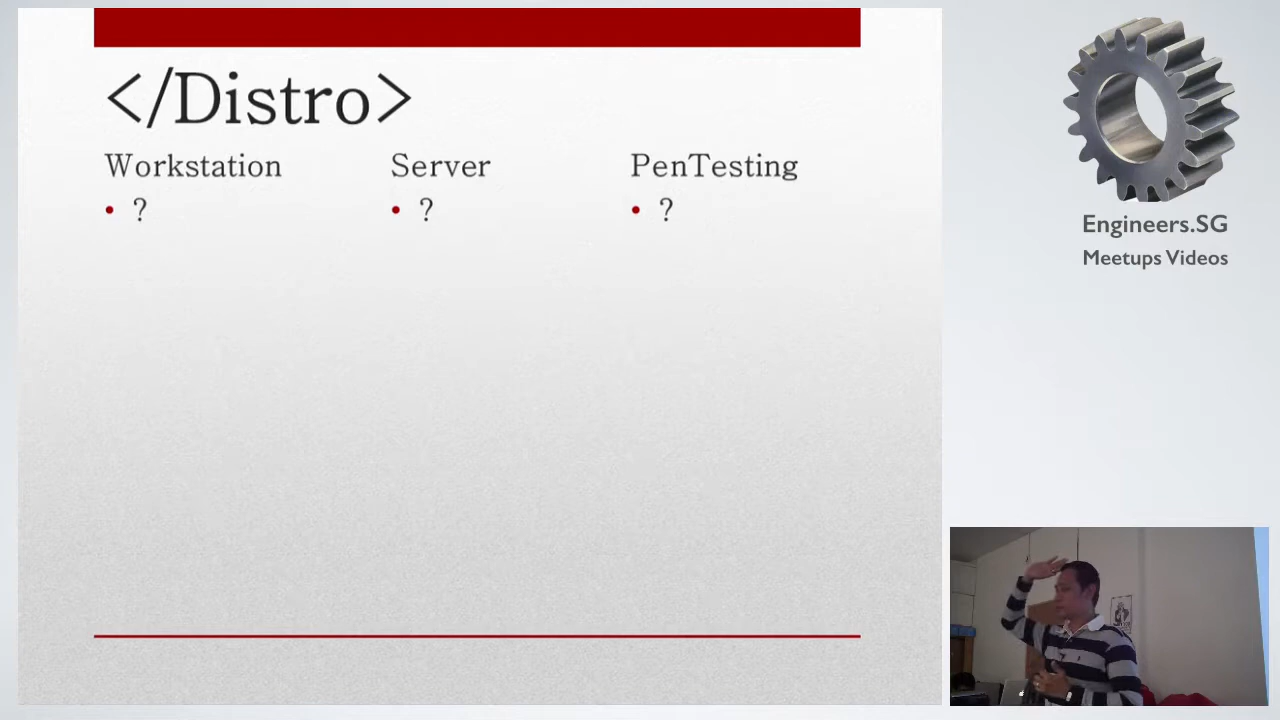 </Distro>
Workstation
• ?
Server
• ?
PenTesting
• ?
Engineers.SG
Meetups Videos